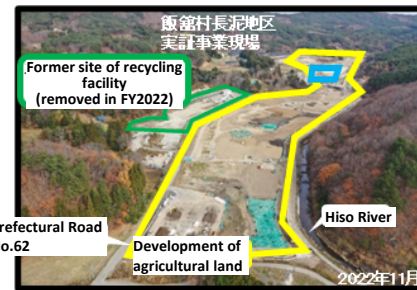 飯舘村長泥地区
実証事業現場
Former site of recycling
facility
(removed in FY2022)
refectural Road
o.62
Development of
agricultural land
Hiso River
2022年11月